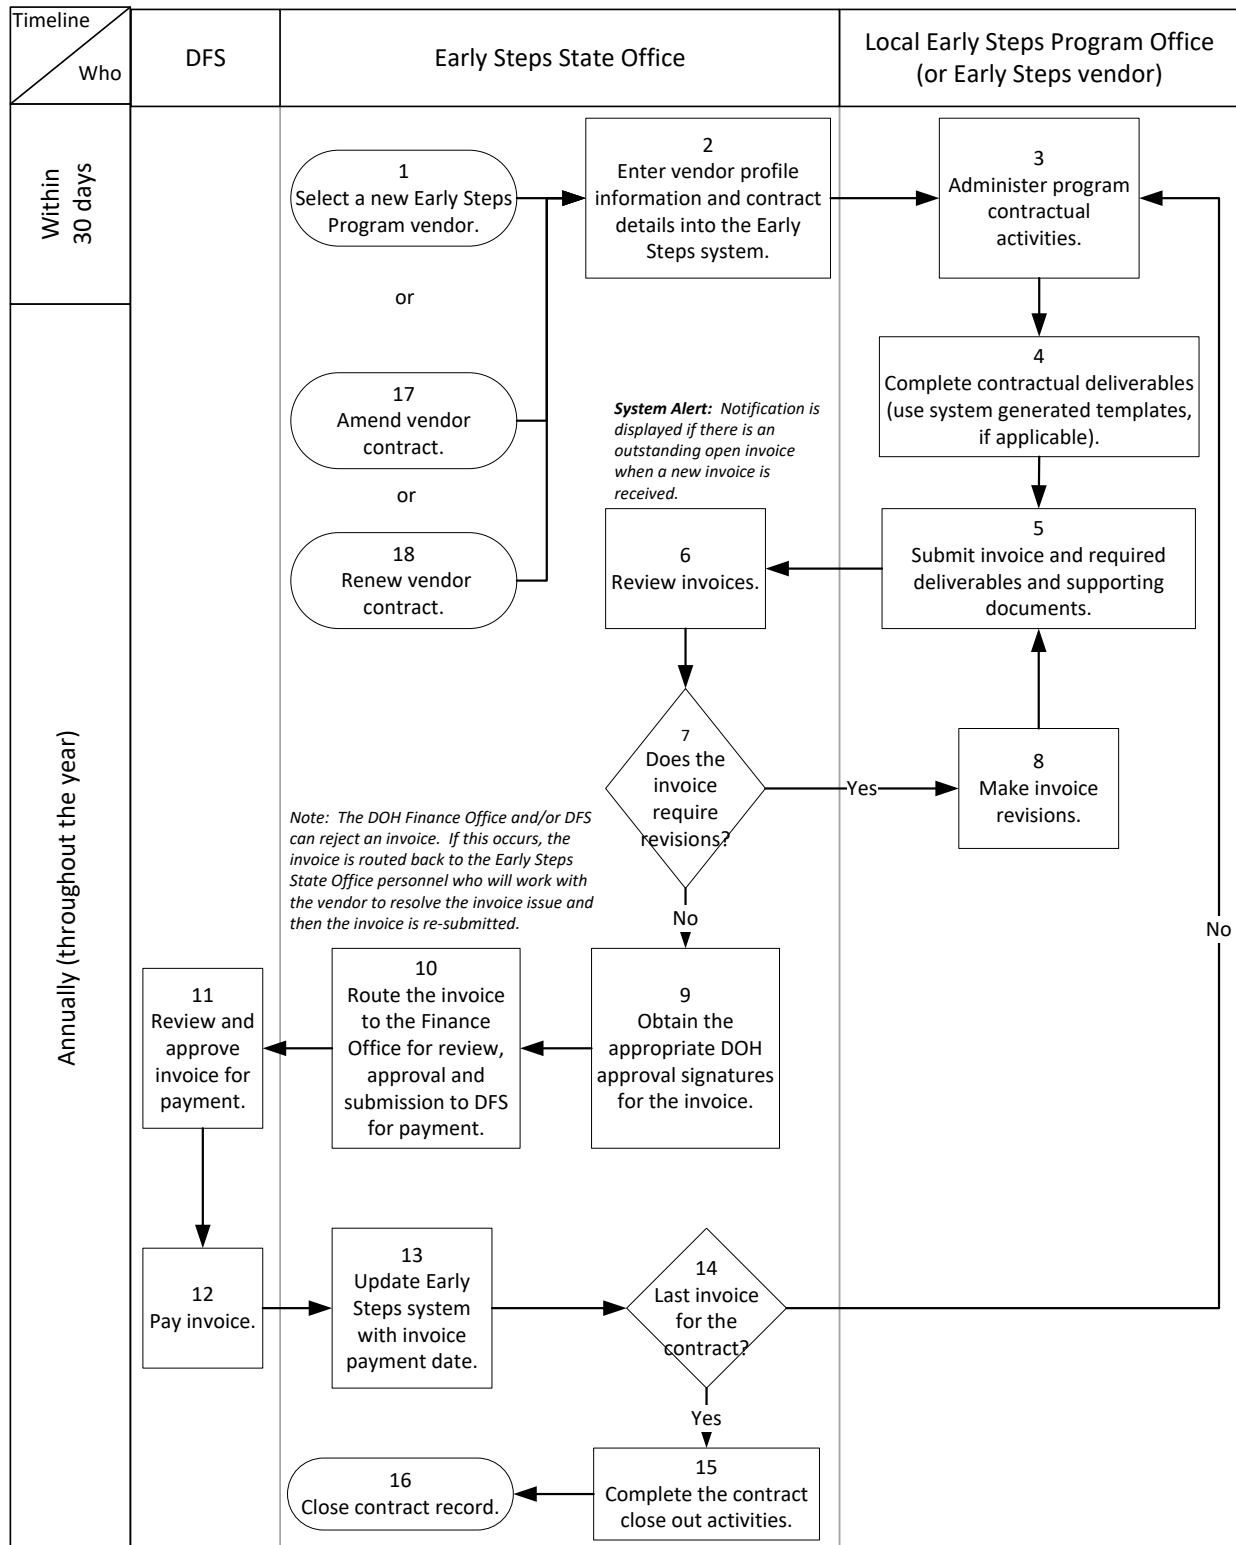 Timeline
Who
DFS
Early Steps State Office
Local Early Steps Program Office
(or Early Steps vendor)
Within
30 days
1
Select a new Early Steps
Program vendor.
2
Enter vendor profile
information and contract
details into the Early
Steps system.
3
Administer program
contractual
activities.
or
17
Amend vendor
contract.
or
18
Renew vendor
contract.
4
Complete contractual deliverables
(use system generated templates,
if applicable).
System Alert: Notification is
displayed if there is an
outstanding open invoice
when a new invoice is
received.
5
Submit invoice and required
deliverables and supporting
documents.
6
Review invoices.
Annually (throughout the year)
7
Does the
invoice
require
revisions?
Yes
8
Make invoice
revisions.
Note: The DOH Finance Office and/or DFS
can reject an invoice. If this occurs, the
invoice is routed back to the Early Steps
State Office personnel who will work with
the vendor to resolve the invoice issue and
then the invoice is re-submitted.
No
No
9
Obtain the
appropriate DOH
approval signatures
for the invoice.
10
Route the invoice
to the Finance
Office for review,
approval and
submission to DFS
for payment.
11
Review and
approve
invoice for
payment.
12
Pay invoice.
13
Update Early
Steps system
with invoice
payment date.
14
Last invoice
for the
contract?
Yes
15
Complete the contract
close out activities.
16
Close contract record.